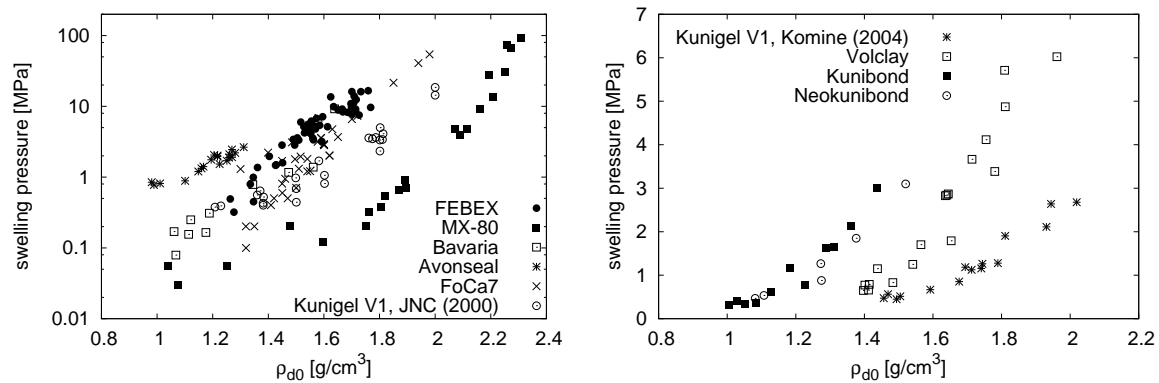 100
10
1
0.1
0.01
0.8 1 1.2 1.4 1.6 1.8 2 2.2 2.4
swelling pressure [MPa]
ρd0 [g/cm³]
FEBEX
MX-80
Bavaria
Avonseal
FoCa7
Kunigel V1, JNC (2000)
7
6
5
4
3
2
1
0
0.8 1 1.2 1.4 1.6 1.8 2 2.2
swelling pressure [MPa]
ρd0 [g/cm³]
Kunigel V1, Komine (2004)
Volclay
Kunibond
Neokunibond